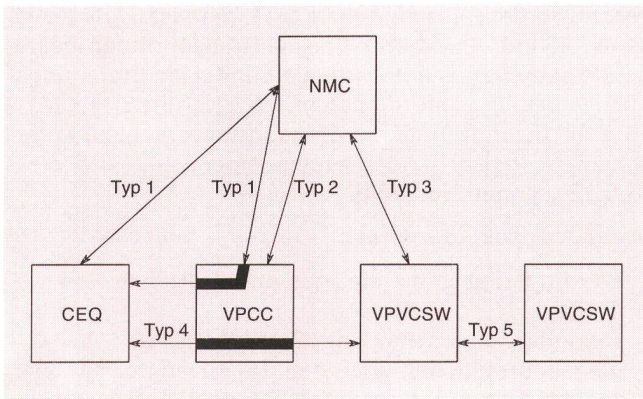 NMC
Typ 1
Typ 1
Typ 2
Typ 3
CEQ
VPCC
VPVCSW
VPVCSW
Typ 4
Typ 5